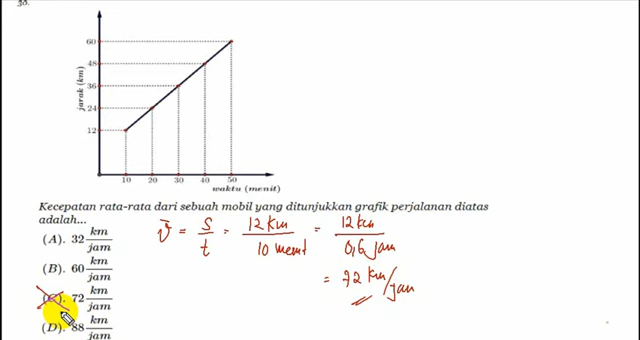 30.
60
48
36
24
12
jarak (km)
10 20 30 40 50
waktu (menit)
Kecepatan rata-rata dari sebuah mobil yang ditunjukkan grafik perjalanan diatas
adalah...
(A). 32 km/jam
(B). 60 km/jam
(C). 72 km/jam
(D). 88 km/jam
v̄ = s/t = 12 km/10 menit = 12 km/0,6 jam
= 72 km/jam